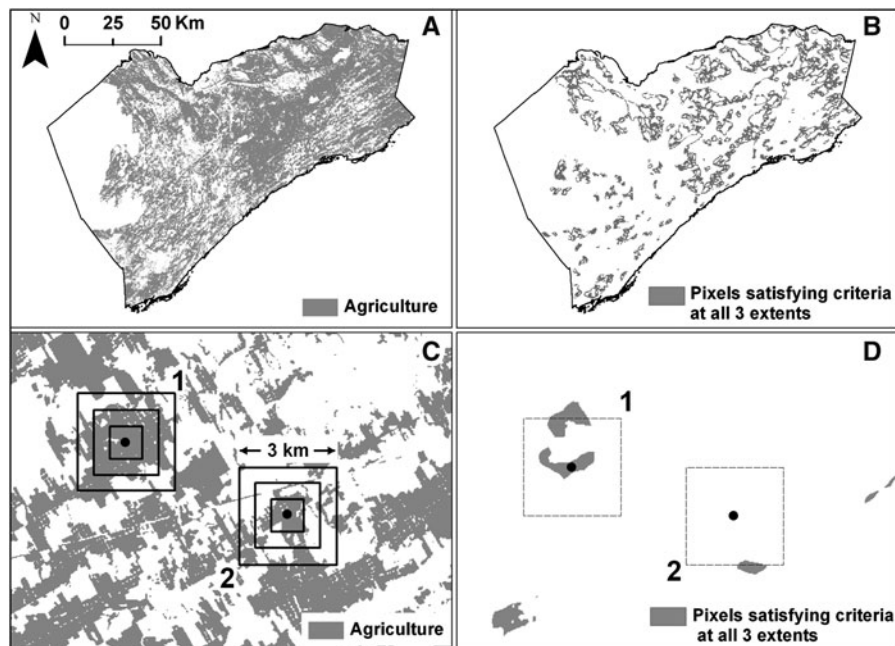 N
0 25 50 Km
A
Agriculture
B
Pixels satisfying criteria
at all 3 extents
C
1
3 km
2
Agriculture
D
1
2
Pixels satisfying criteria
at all 3 extents